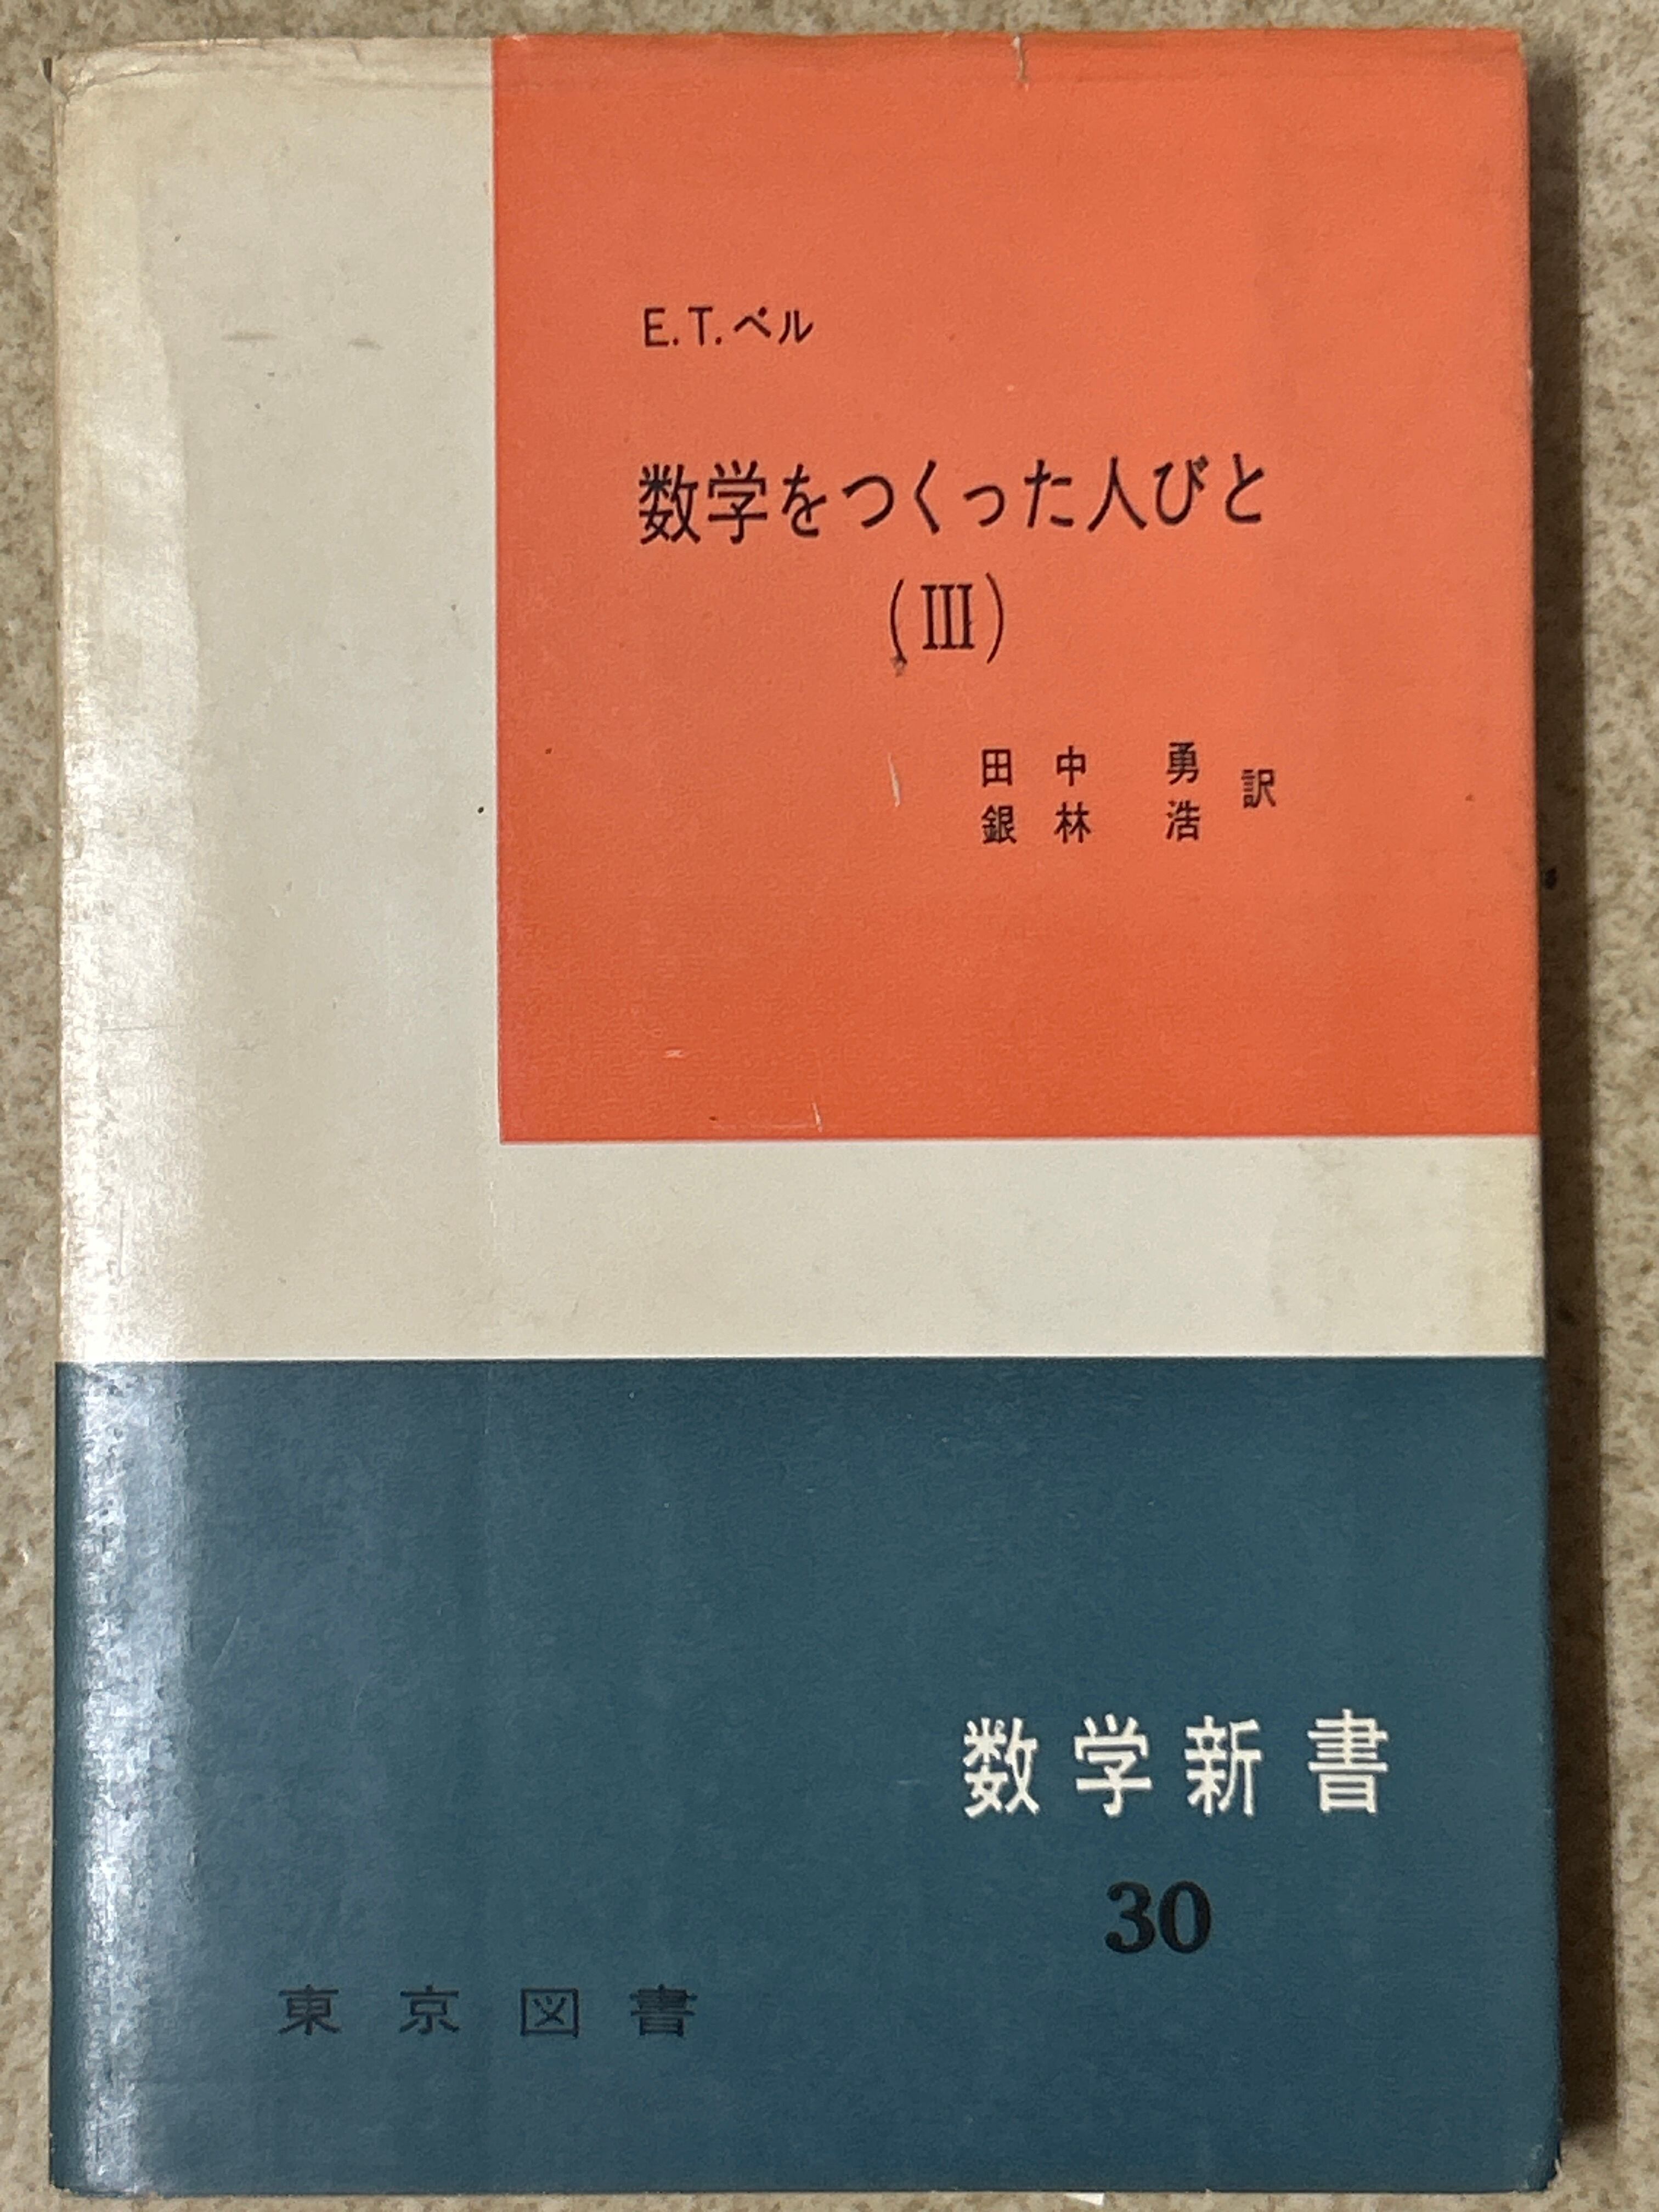 E.T.ベル
数学をつくった人びと
(III)
田中 勇
銀林 浩
訳
数学新書
30
東京図書